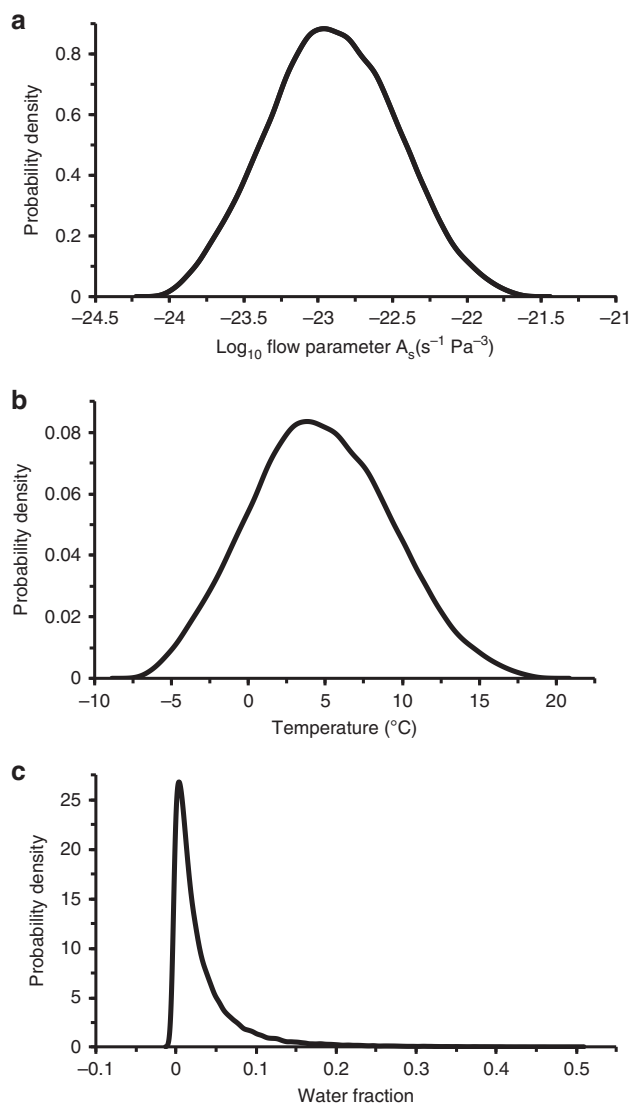 a
Probability density
0.8
0.6
0.4
0.2
0
–24.5 –24 –23.5 –23 –22.5 –22 –21.5 –21
Log₁₀ flow parameter Aₛ(s⁻¹ Pa⁻³)
b
Probability density
0.08
0.06
0.04
0.02
0
–10 –5 0 5 10 15 20
Temperature (°C)
c
Probability density
25
20
15
10
5
0
–0.1 0 0.1 0.2 0.3 0.4 0.5
Water fraction